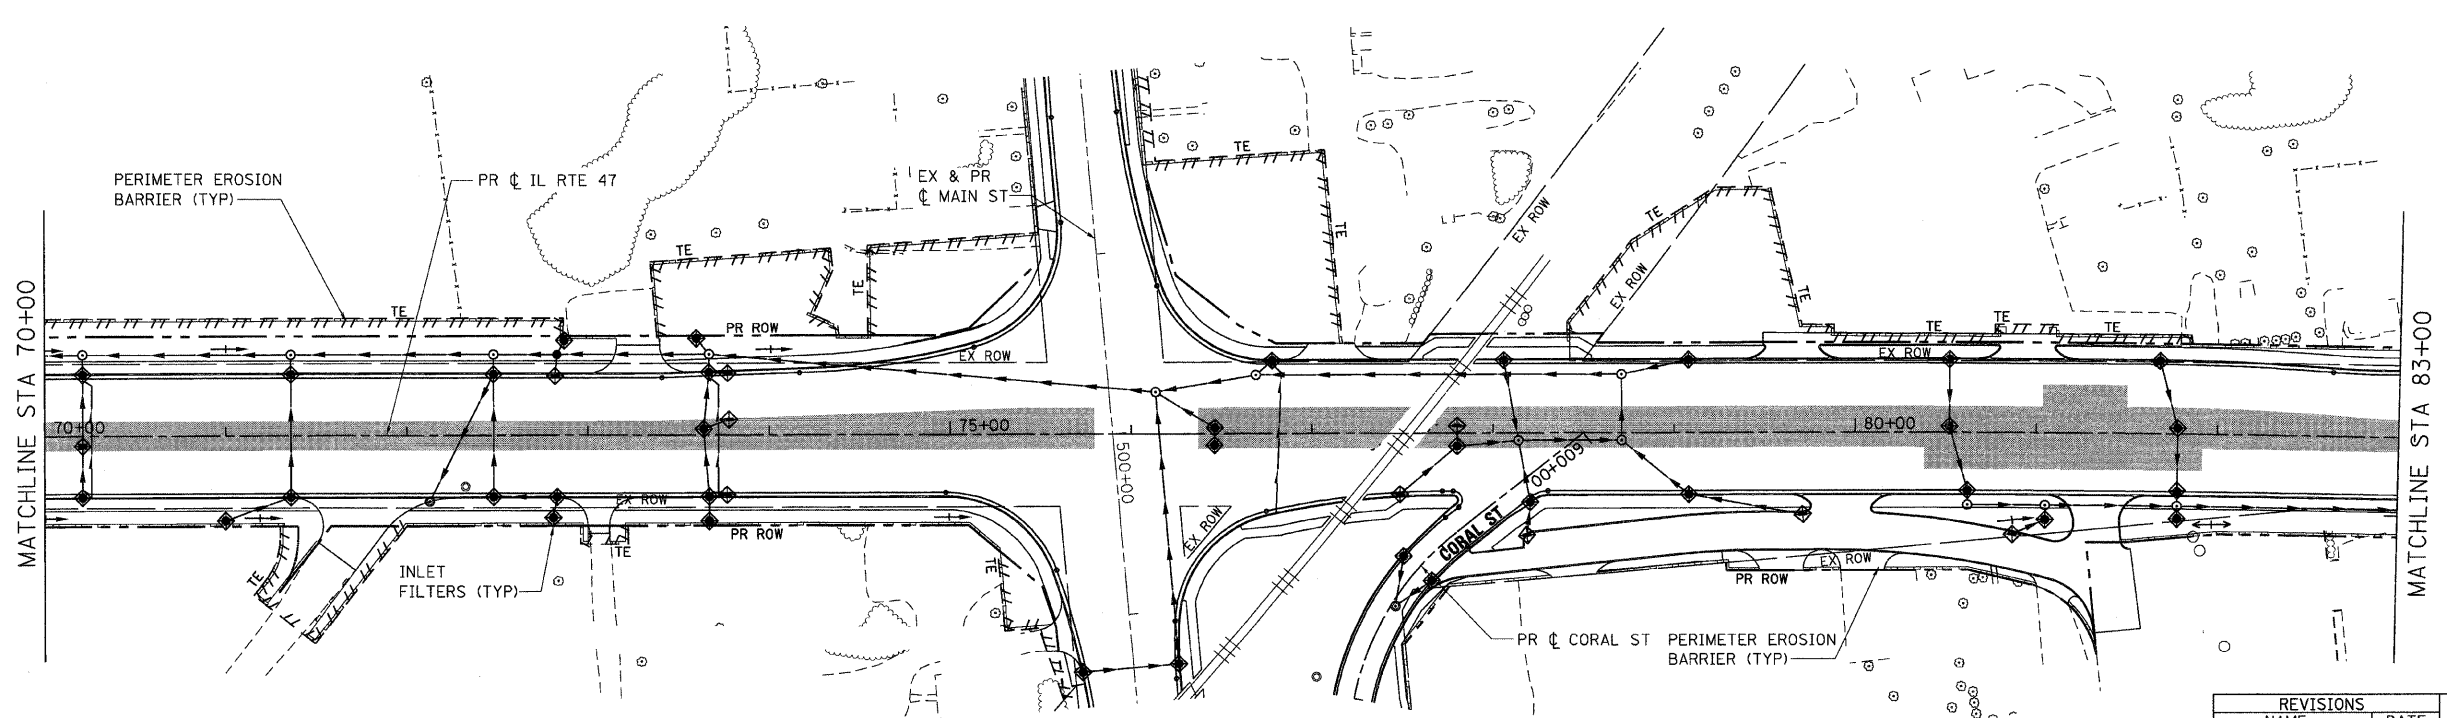 PERIMETER EROSION
BARRIER (TYP)
PR ℄ IL RTE 47
EX & PR
℄ MAIN ST
TE
TE
TE
TE
TE
TE
TE
TE
TE
TE
TE
TE
TE
EX ROW
EX ROW
PR ROW
EX ROW
EX ROW
MATCHLINE STA 70+00
MATCHLINE STA 83+00
70+00
75+00
80+00
500+00
1600+00
EX ROW
PR ROW
EX ROW
CORAL ST
INLET
FILTERS (TYP)
PR ROW
EX ROW
PR ℄ CORAL ST
PERIMETER EROSION
BARRIER (TYP)
REVISIONS
NAME
DATE